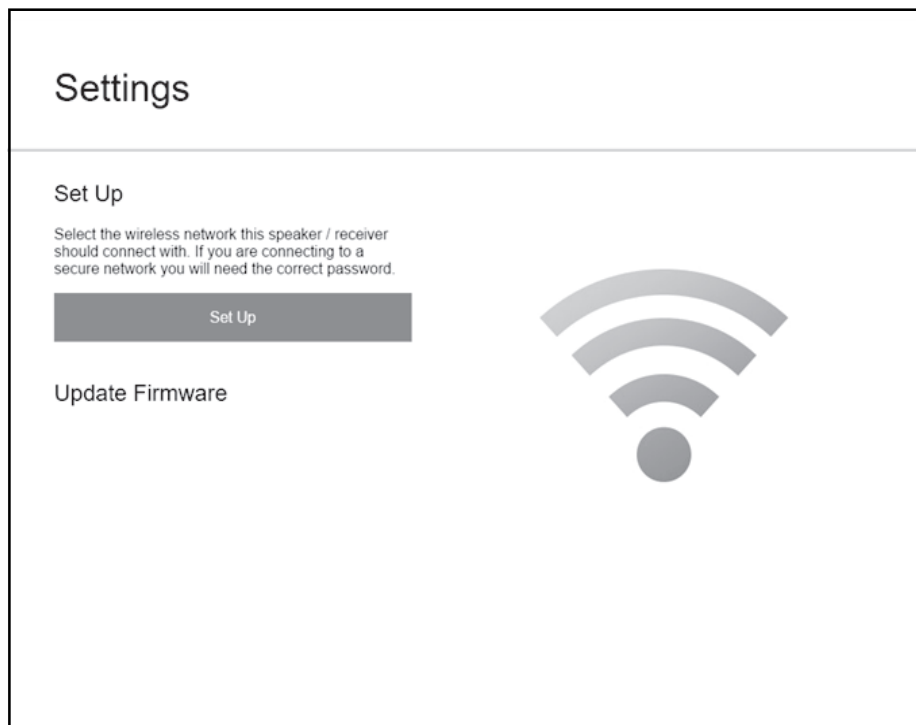 Settings
Set Up
Select the wireless network this speaker / receiver
should connect with. If you are connecting to a
secure network you will need the correct password.
Set Up
Update Firmware